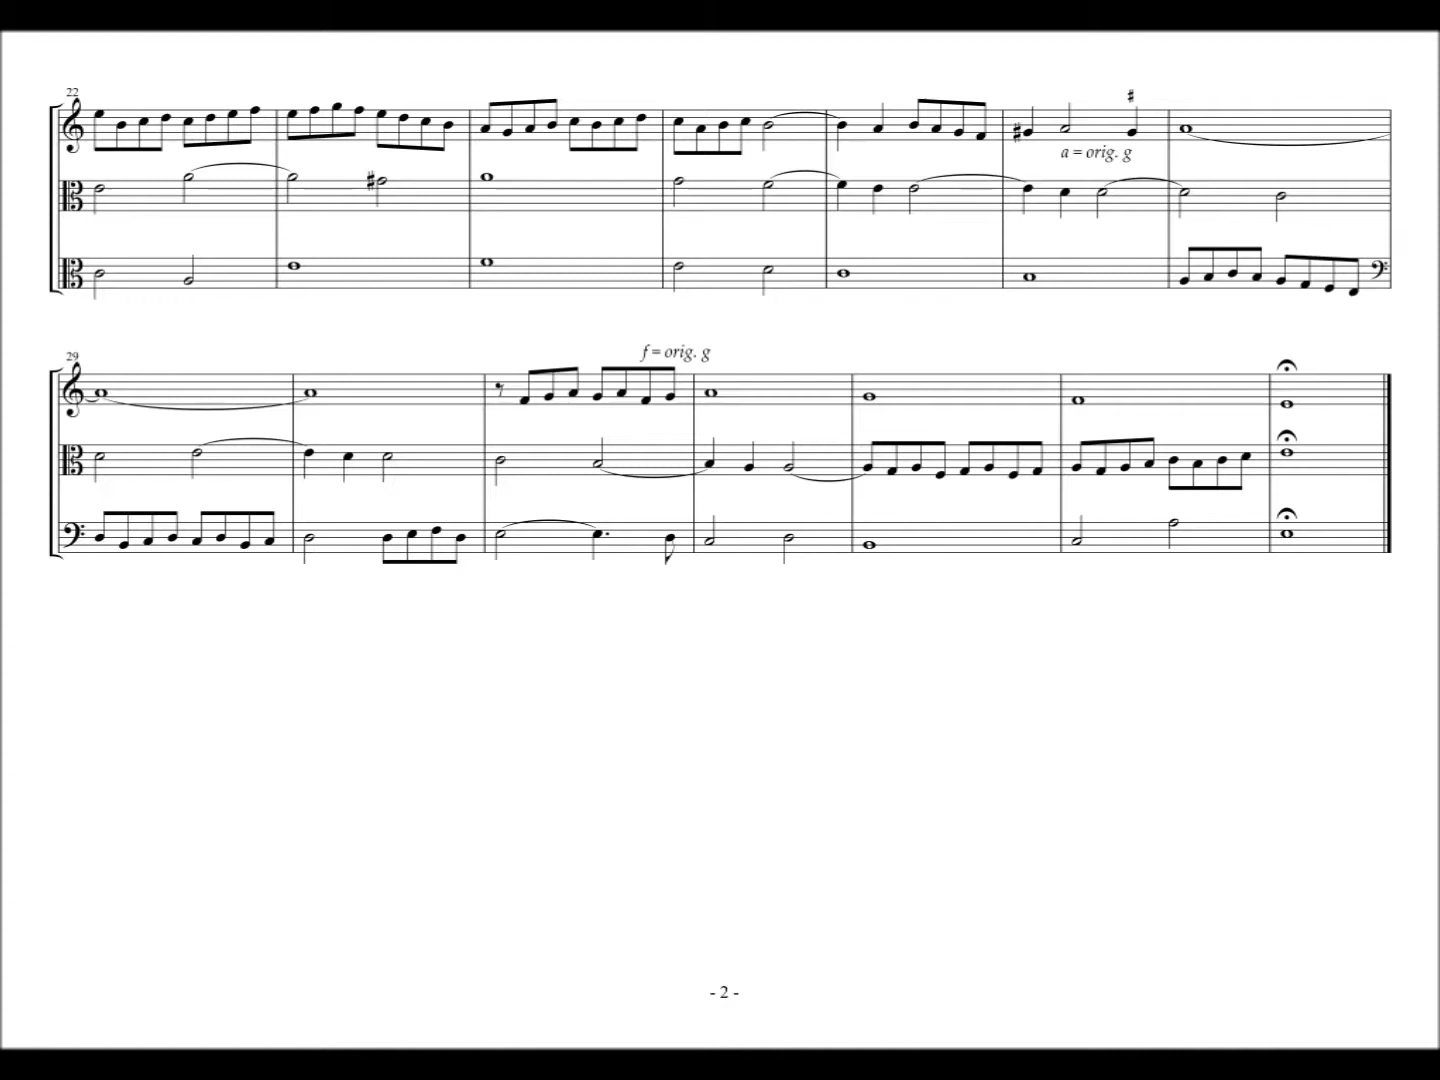 22
a = orig. g
29
f = orig. g
- 2 -